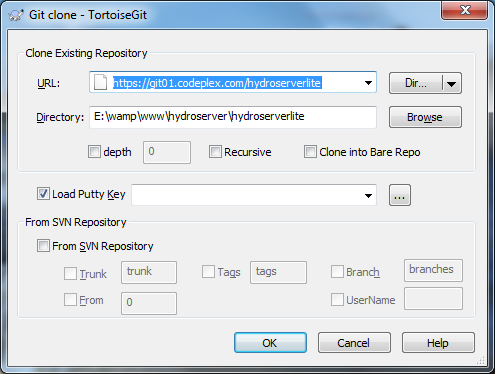 Git clone - TortoiseGit
Clone Existing Repository
URL: https://git01.codeplex.com/hydroserverlite Dir...
Directory: E:\wamp\www\hydroserver\hydroserverlite Browse
depth 0 Recursive Clone into Bare Repo
Load Putty Key ...
From SVN Repository
From SVN Repository
Trunk trunk Tags tags Branch branches
From 0 UserName
OK Cancel Help